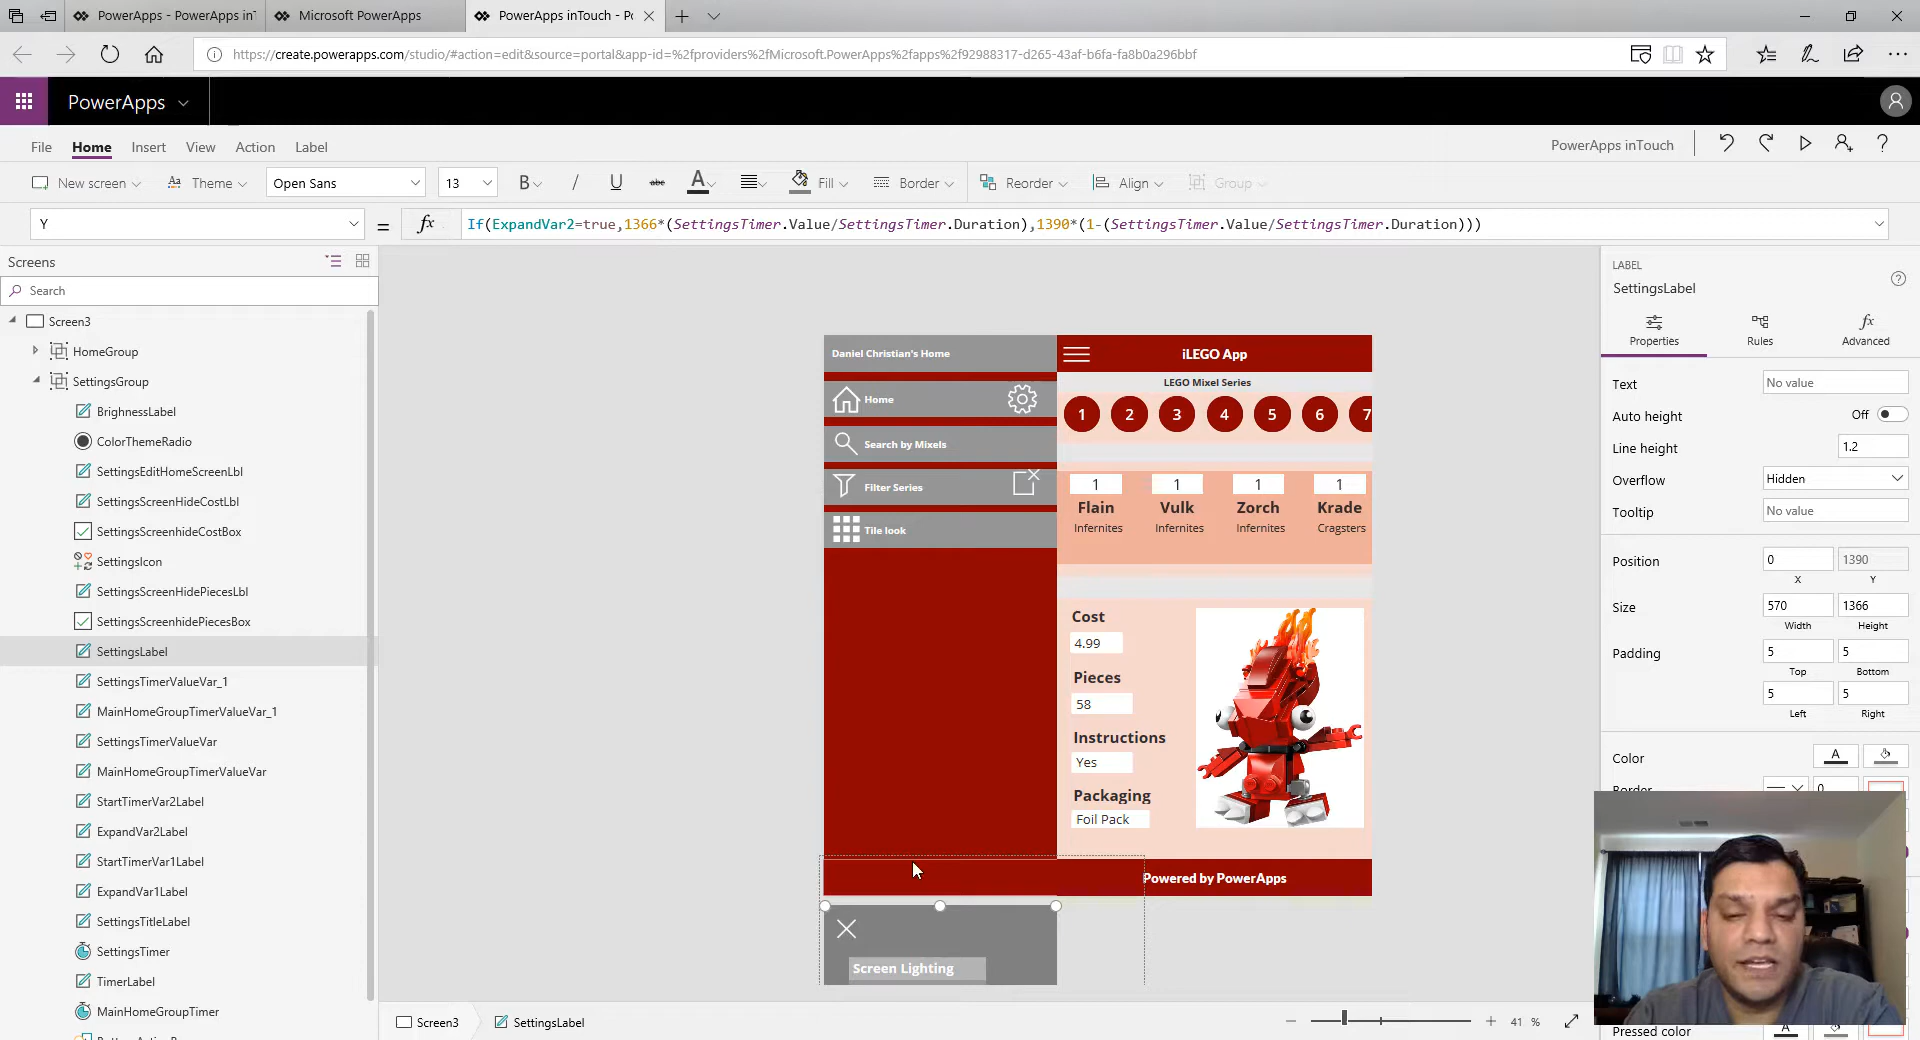 PowerApps - PowerApps inT
Microsoft PowerApps
PowerApps inTouch - Po
https://create.powerapps.com/studio/#action=edit&source=portal&app-id=%2fproviders%2fMicrosoft.PowerApps%2fapps%2f92988317-d265-43af-b6fa-fa8b0a296bbf
PowerApps
File
Home
Insert
View
Action
Label
PowerApps inTouch
?
New screen
Aa Theme
Open Sans
13
B
/
U
abc
A
Fill
Border
Reorder
Align
Group
Y
=
fx
If(ExpandVar2=true,1366*(SettingsTimer.Value/SettingsTimer.Duration),1390*(1-(SettingsTimer.Value/SettingsTimer.Duration)))
Screens
Search
Screen3
HomeGroup
SettingsGroup
BrighnessLabel
ColorThemeRadio
SettingsEditHomeScreenLbl
SettingsScreenHideCostLbl
SettingsScreenhideCostBox
SettingsIcon
SettingsScreenHidePiecesLbl
SettingsScreenhidePiecesBox
SettingsLabel
SettingsTimerValueVar_1
MainHomeGroupTimerValueVar_1
SettingsTimerValueVar
MainHomeGroupTimerValueVar
StartTimerVar2Label
ExpandVar2Label
StartTimerVar1Label
ExpandVar1Label
SettingsTitleLabel
SettingsTimer
TimerLabel
MainHomeGroupTimer
Daniel Christian's Home
Home
Search by Mixels
Filter Series
Tile look
iLEGO App
LEGO Mixel Series
1 2 3 4 5 6 7
1 1 1 1
Flain Vulk Zorch Krade
Infernites Infernites Infernites Cragsters
Cost
4.99
Pieces
58
Instructions
Yes
Packaging
Foil Pack
Powered by PowerApps
Screen Lighting
Screen3
SettingsLabel
41 %
LABEL
SettingsLabel
?
Properties
Rules
fx
Advanced
Text No value
Auto height Off
Line height 1.2
Overflow Hidden
Tooltip No value
Position 0 1390
X Y
Size 570 1366
Width Height
Padding 5 5
Top Bottom
5 5
Left Right
Color A
Border 0
Pressed color A